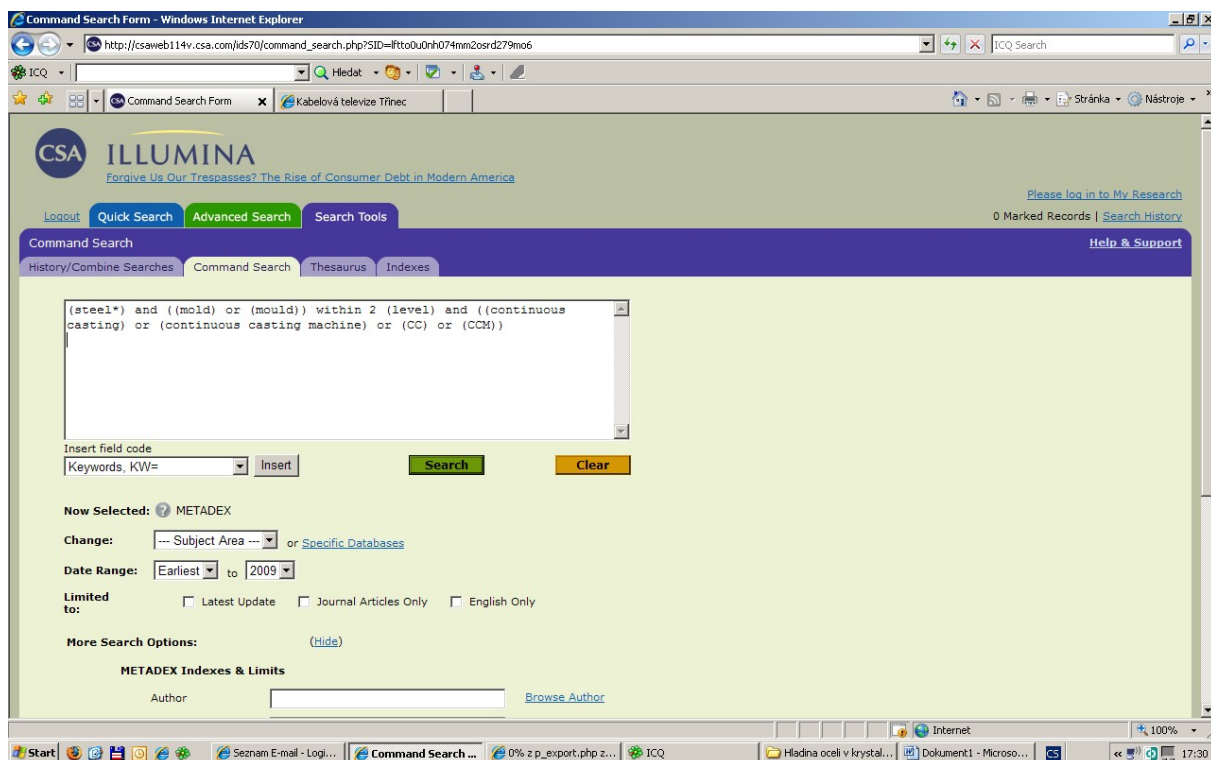 Command Search Form - Windows Internet Explorer
http://csaweb114v.csa.com/ids70/command_search.php?SID=lftto0u0nh074mm2osrd279mo6
ICQ Search
ICQ
Hledat
Command Search Form
Kabelová televize Třinec
Stránka
Nástroje
CSA
ILLUMINA
Forgive Us Our Trespasses? The Rise of Consumer Debt in Modern America
Please log in to My Research
Logout Quick Search Advanced Search Search Tools
0 Marked Records | Search History
Command Search
Help & Support
History/Combine Searches Command Search Thesaurus Indexes
(steel*) and ((mold) or (mould)) within 2 (level) and ((continuous
casting) or (continuous casting machine) or (CC) or (CCM))
Insert field code
Keywords, KW= Insert Search Clear
Now Selected: ? METADEX
Change: --- Subject Area --- or Specific Databases
Date Range: Earliest to 2009
Limited
to: Latest Update Journal Articles Only English Only
More Search Options: (Hide)
METADEX Indexes & Limits
Author Browse Author
Internet 100%
Start Seznam E-mail - Logi... Command Search ... 0% z p_export.php z... ICQ Hladina oceli v krystal... Dokument1 - Microso... CS « 17:30